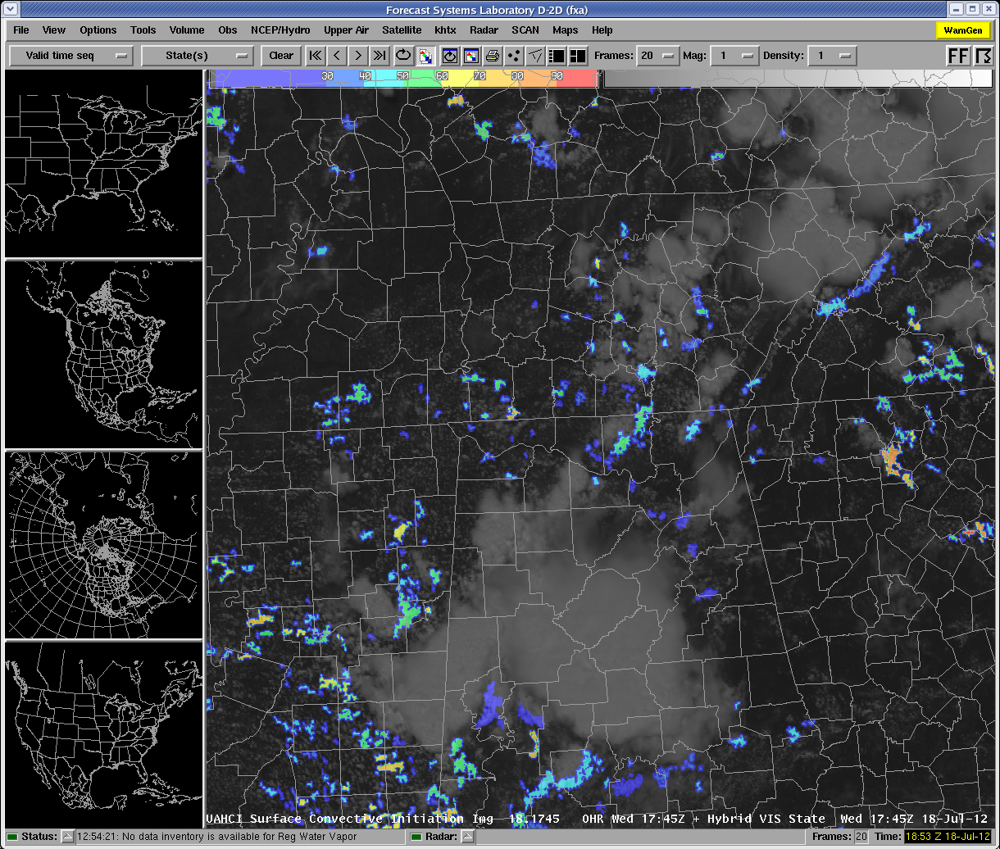 Forecast Systems Laboratory D-2D (fxa)
File View Options Tools Volume Obs NCEP/Hydro Upper Air Satellite khtx Radar SCAN Maps Help WarnGen
Valid time seq State(s) Clear Frames: 20 Mag: 1 Density: 1 FF
30 40 50 60 70 80 90
UAHCI Surface Convective Initiation Img 18.1745 0HR Wed 17:45Z + Hybrid VIS State Wed 17:45Z 18-Jul-12
Status: 12:54:21: No data inventory is available for Reg Water Vapor Radar: Frames: 20 Time: 18:53 Z 18-Jul-12